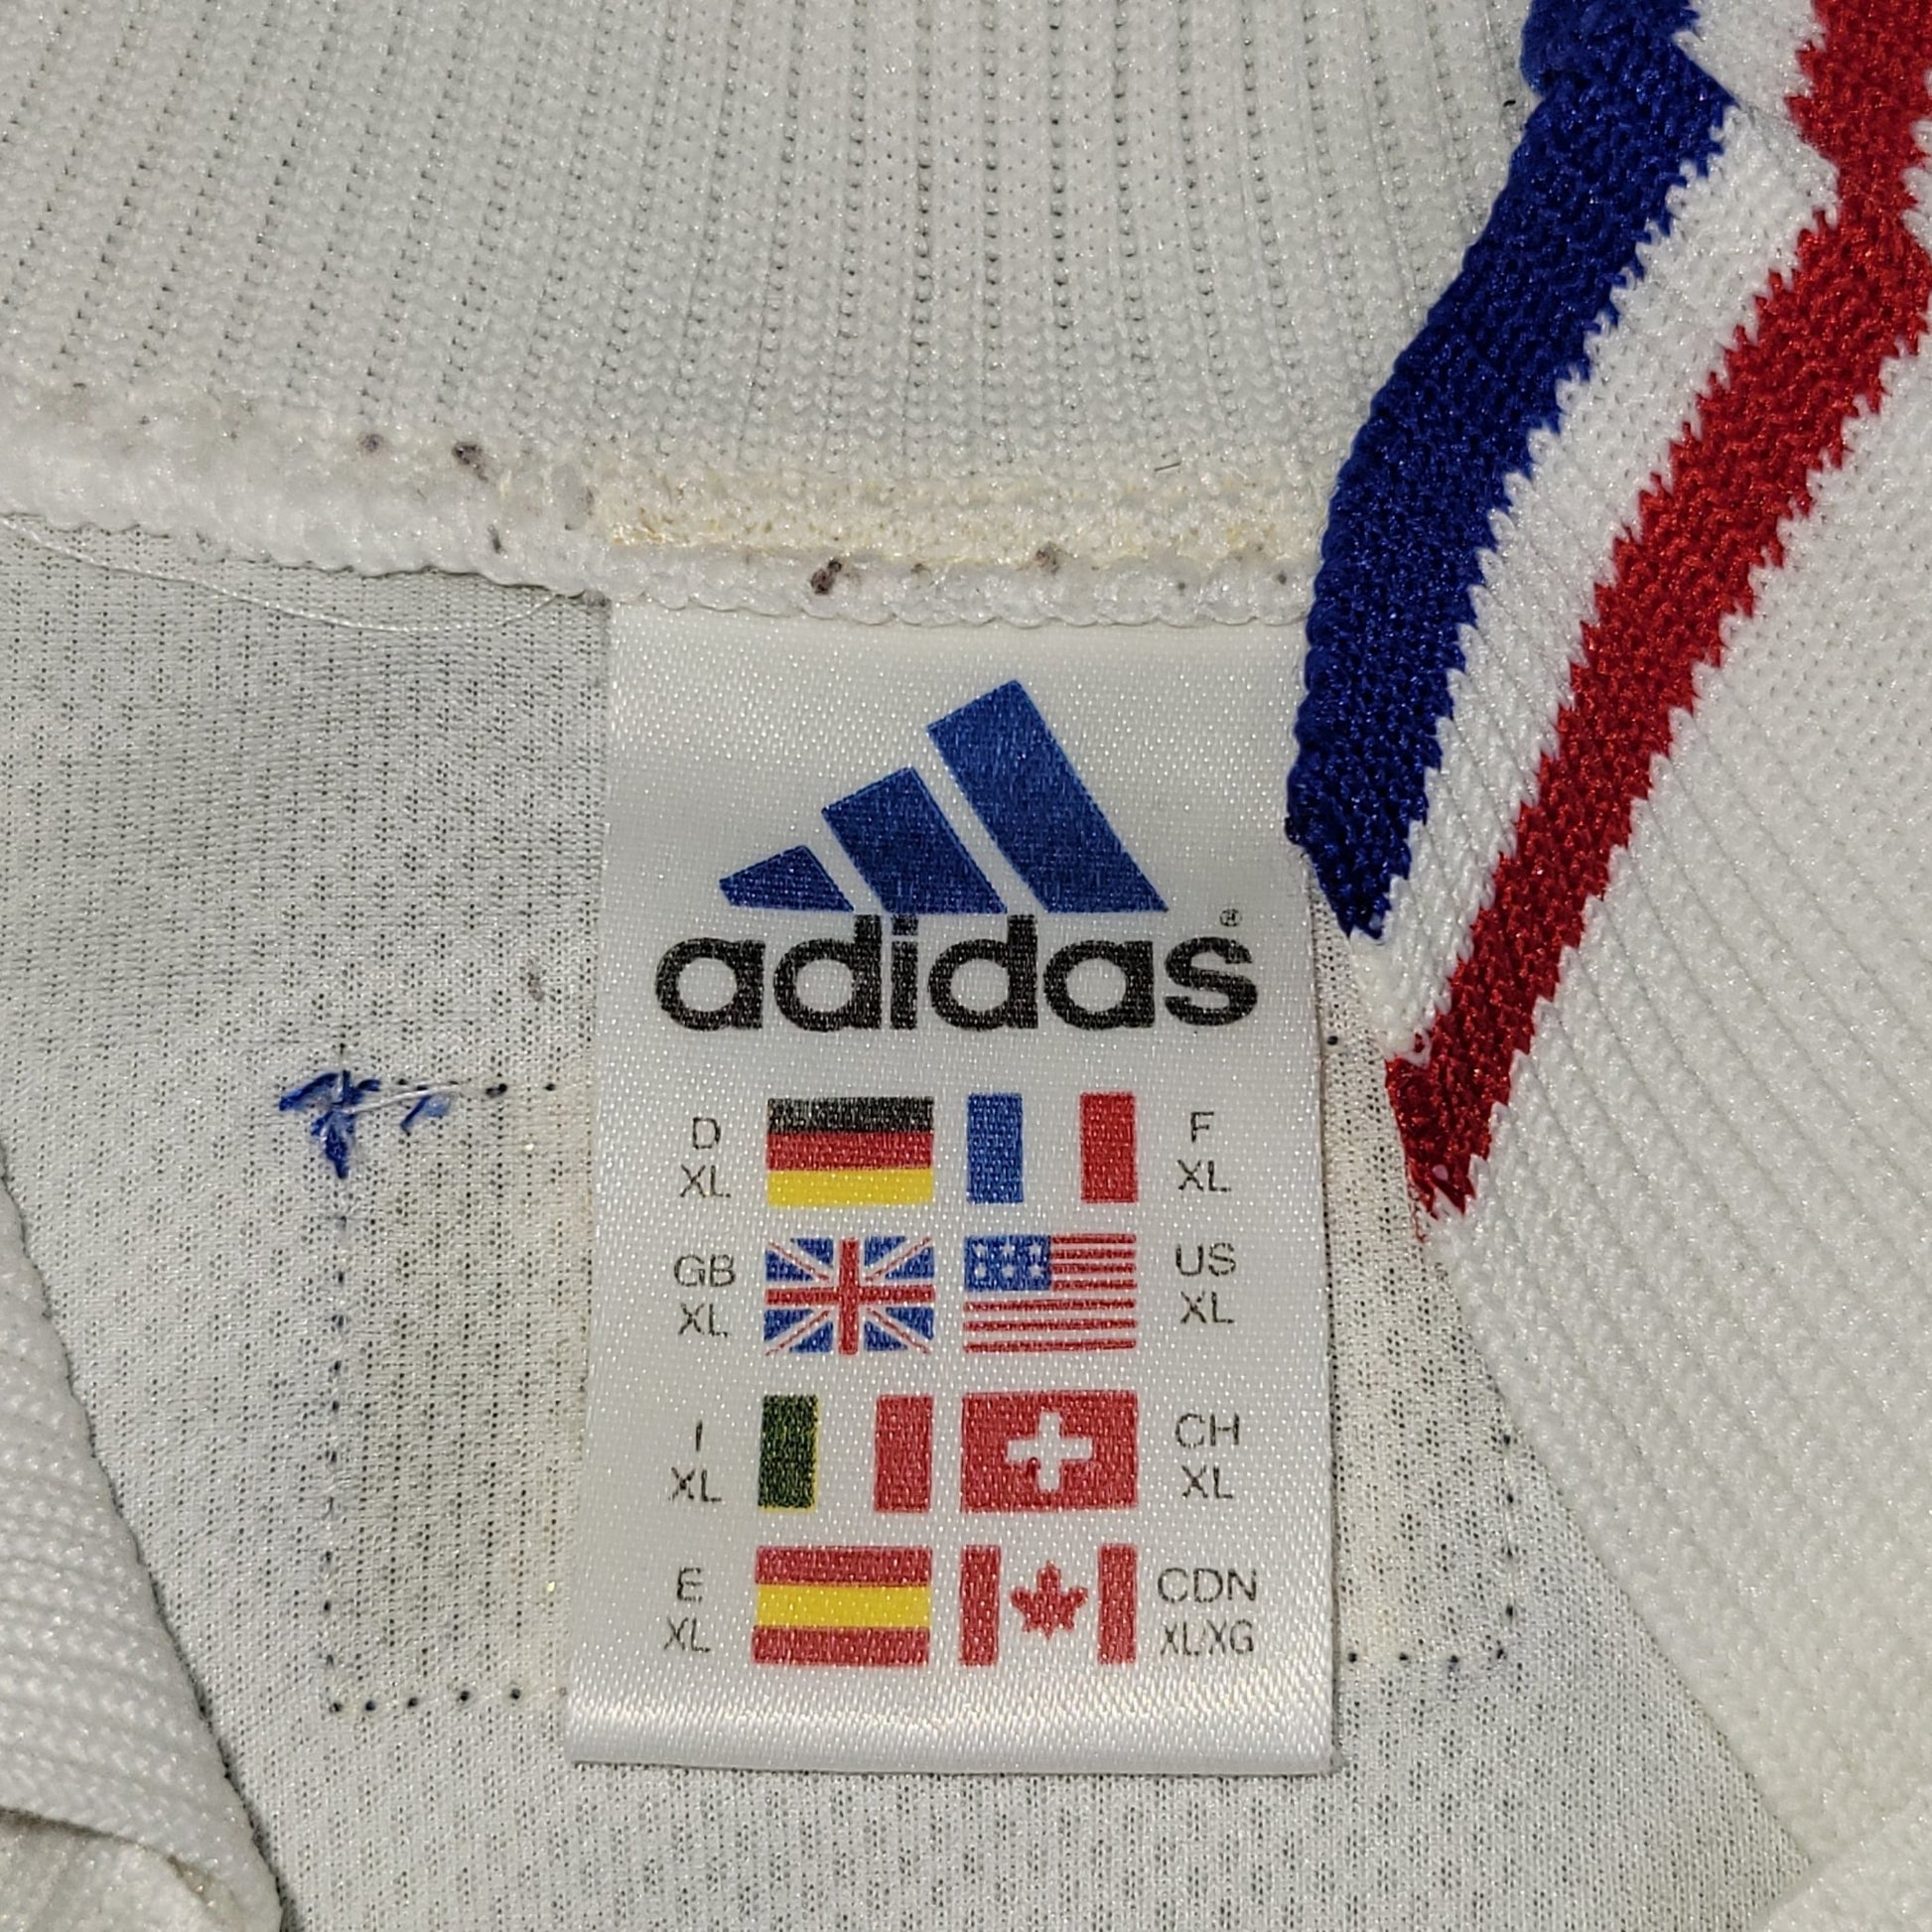 adidas®
D F
XL XL
GB US
XL XL
I CH
XL XL
E CDN
XL XL/XG